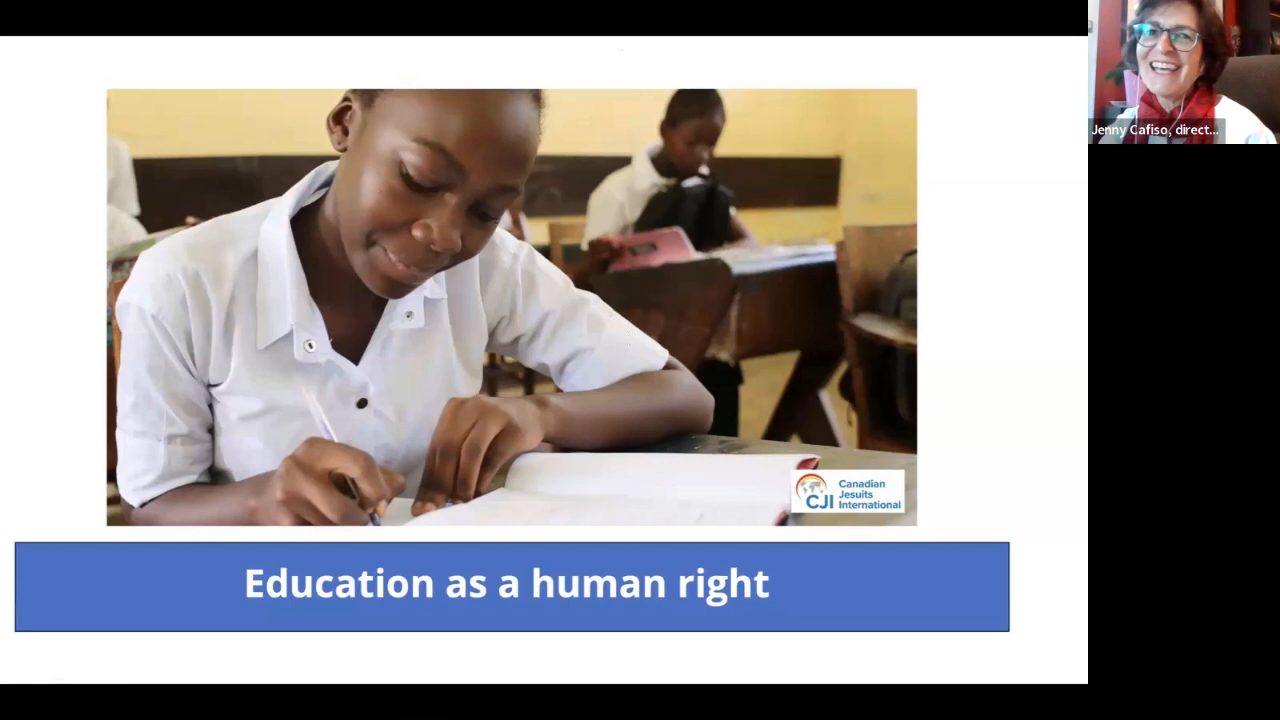 Jenny Cafiso, direct...
Canadian
Jesuits
CJI International
Education as a human right